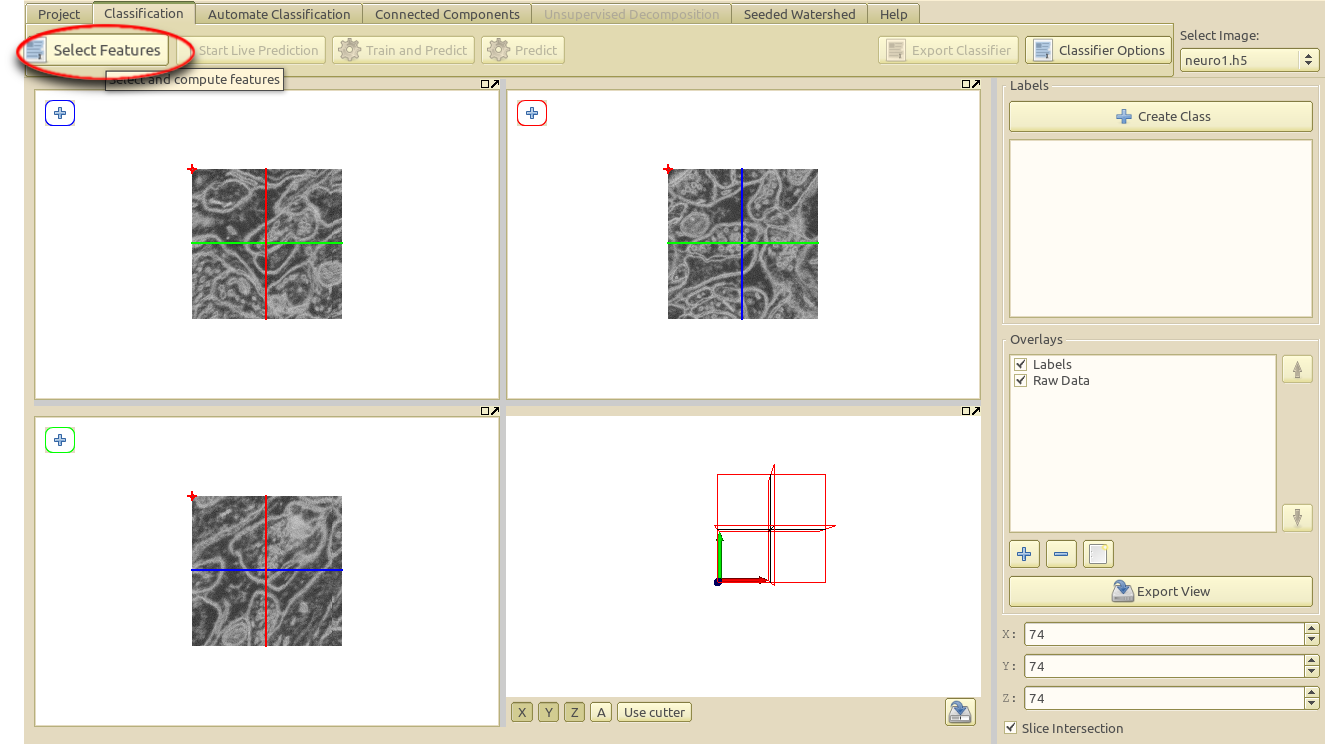 Project Classification Automate Classification Connected Components Unsupervised Decomposition Seeded Watershed Help
Select Features Start Live Prediction Train and Predict Predict Export Classifier Classifier Options
Select Image:
neuro1.h5
Select and compute features
Labels
Create Class
Overlays
Labels
Raw Data
Export View
X: 74
Y: 74
Z: 74
X Y Z A Use cutter
Slice Intersection